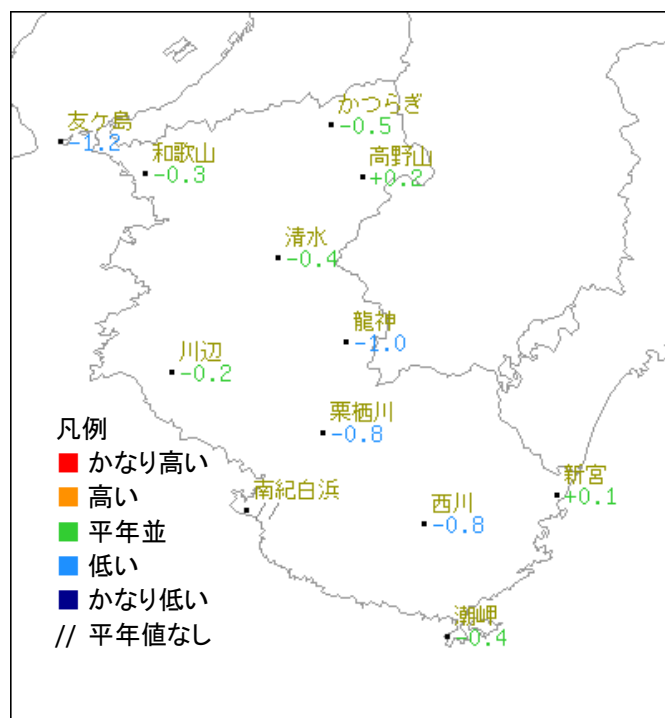 かつらぎ
-0.5
友ケ島
-1.2
和歌山
-0.3
高野山
+0.2
清水
-0.4
龍神
-1.0
川辺
-0.2
栗栖川
-0.8
南紀白浜
//
西川
-0.8
新宮
+0.1
潮岬
-0.4
凡例
かなり高い
高い
平年並
低い
かなり低い
// 平年値なし